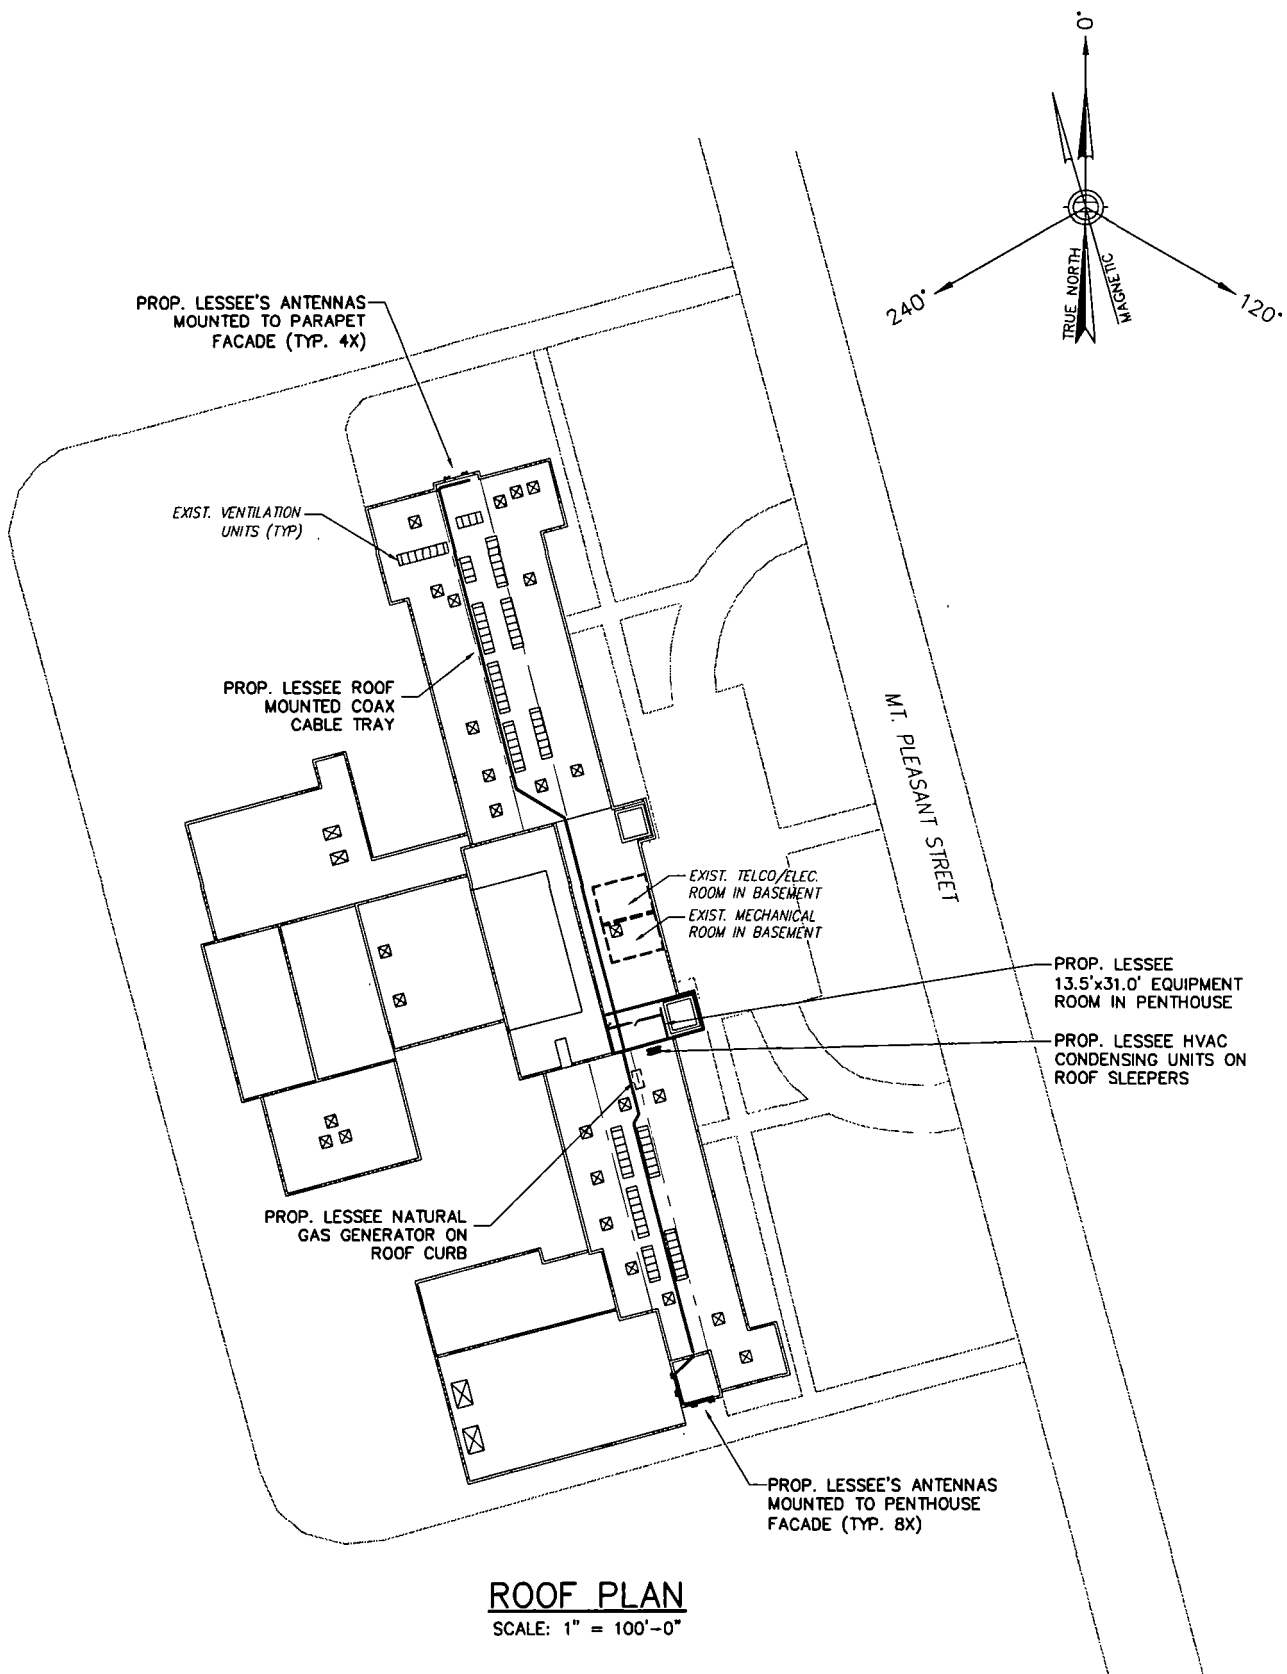 0°
240°
120°
TRUE NORTH
MAGNETIC
PROP. LESSEE'S ANTENNAS
MOUNTED TO PARAPET
FACADE (TYP. 4X)
EXIST. VENTILATION
UNITS (TYP)
PROP. LESSEE ROOF
MOUNTED COAX
CABLE TRAY
MT. PLEASANT STREET
EXIST. TELCO/ELEC.
ROOM IN BASEMENT
EXIST. MECHANICAL
ROOM IN BASEMENT
PROP. LESSEE
13.5'x31.0' EQUIPMENT
ROOM IN PENTHOUSE
PROP. LESSEE HVAC
CONDENSING UNITS ON
ROOF SLEEPERS
PROP. LESSEE NATURAL
GAS GENERATOR ON
ROOF CURB
PROP. LESSEE'S ANTENNAS
MOUNTED TO PENTHOUSE
FACADE (TYP. 8X)
ROOF PLAN
SCALE: 1" = 100'-0"